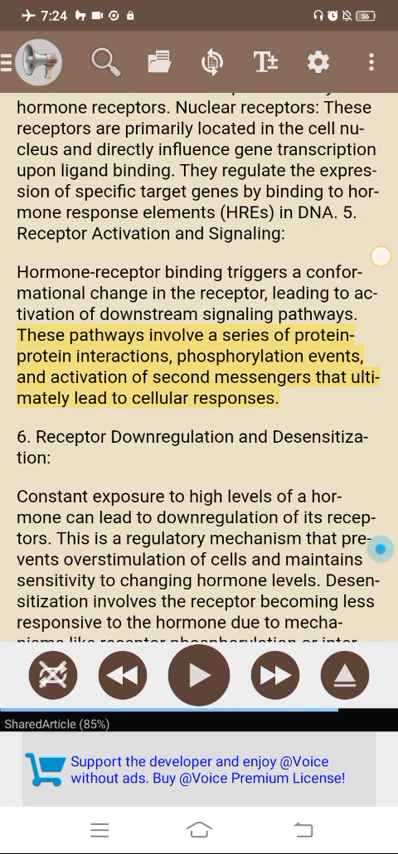 7:24
56
T±
hormone receptors. Nuclear receptors: These
receptors are primarily located in the cell nu-
cleus and directly influence gene transcription
upon ligand binding. They regulate the expres-
sion of specific target genes by binding to hor-
mone response elements (HREs) in DNA. 5.
Receptor Activation and Signaling:
Hormone-receptor binding triggers a confor-
mational change in the receptor, leading to ac-
tivation of downstream signaling pathways.
These pathways involve a series of protein-
protein interactions, phosphorylation events,
and activation of second messengers that ulti-
mately lead to cellular responses.
6. Receptor Downregulation and Desensitiza-
tion:
Constant exposure to high levels of a hor-
mone can lead to downregulation of its recep-
tors. This is a regulatory mechanism that pre-
vents overstimulation of cells and maintains
sensitivity to changing hormone levels. Desen-
sitization involves the receptor becoming less
responsive to the hormone due to mecha-
nisms like receptor phosphorylation or inter-
SharedArticle (85%)
Support the developer and enjoy @Voice
without ads. Buy @Voice Premium License!